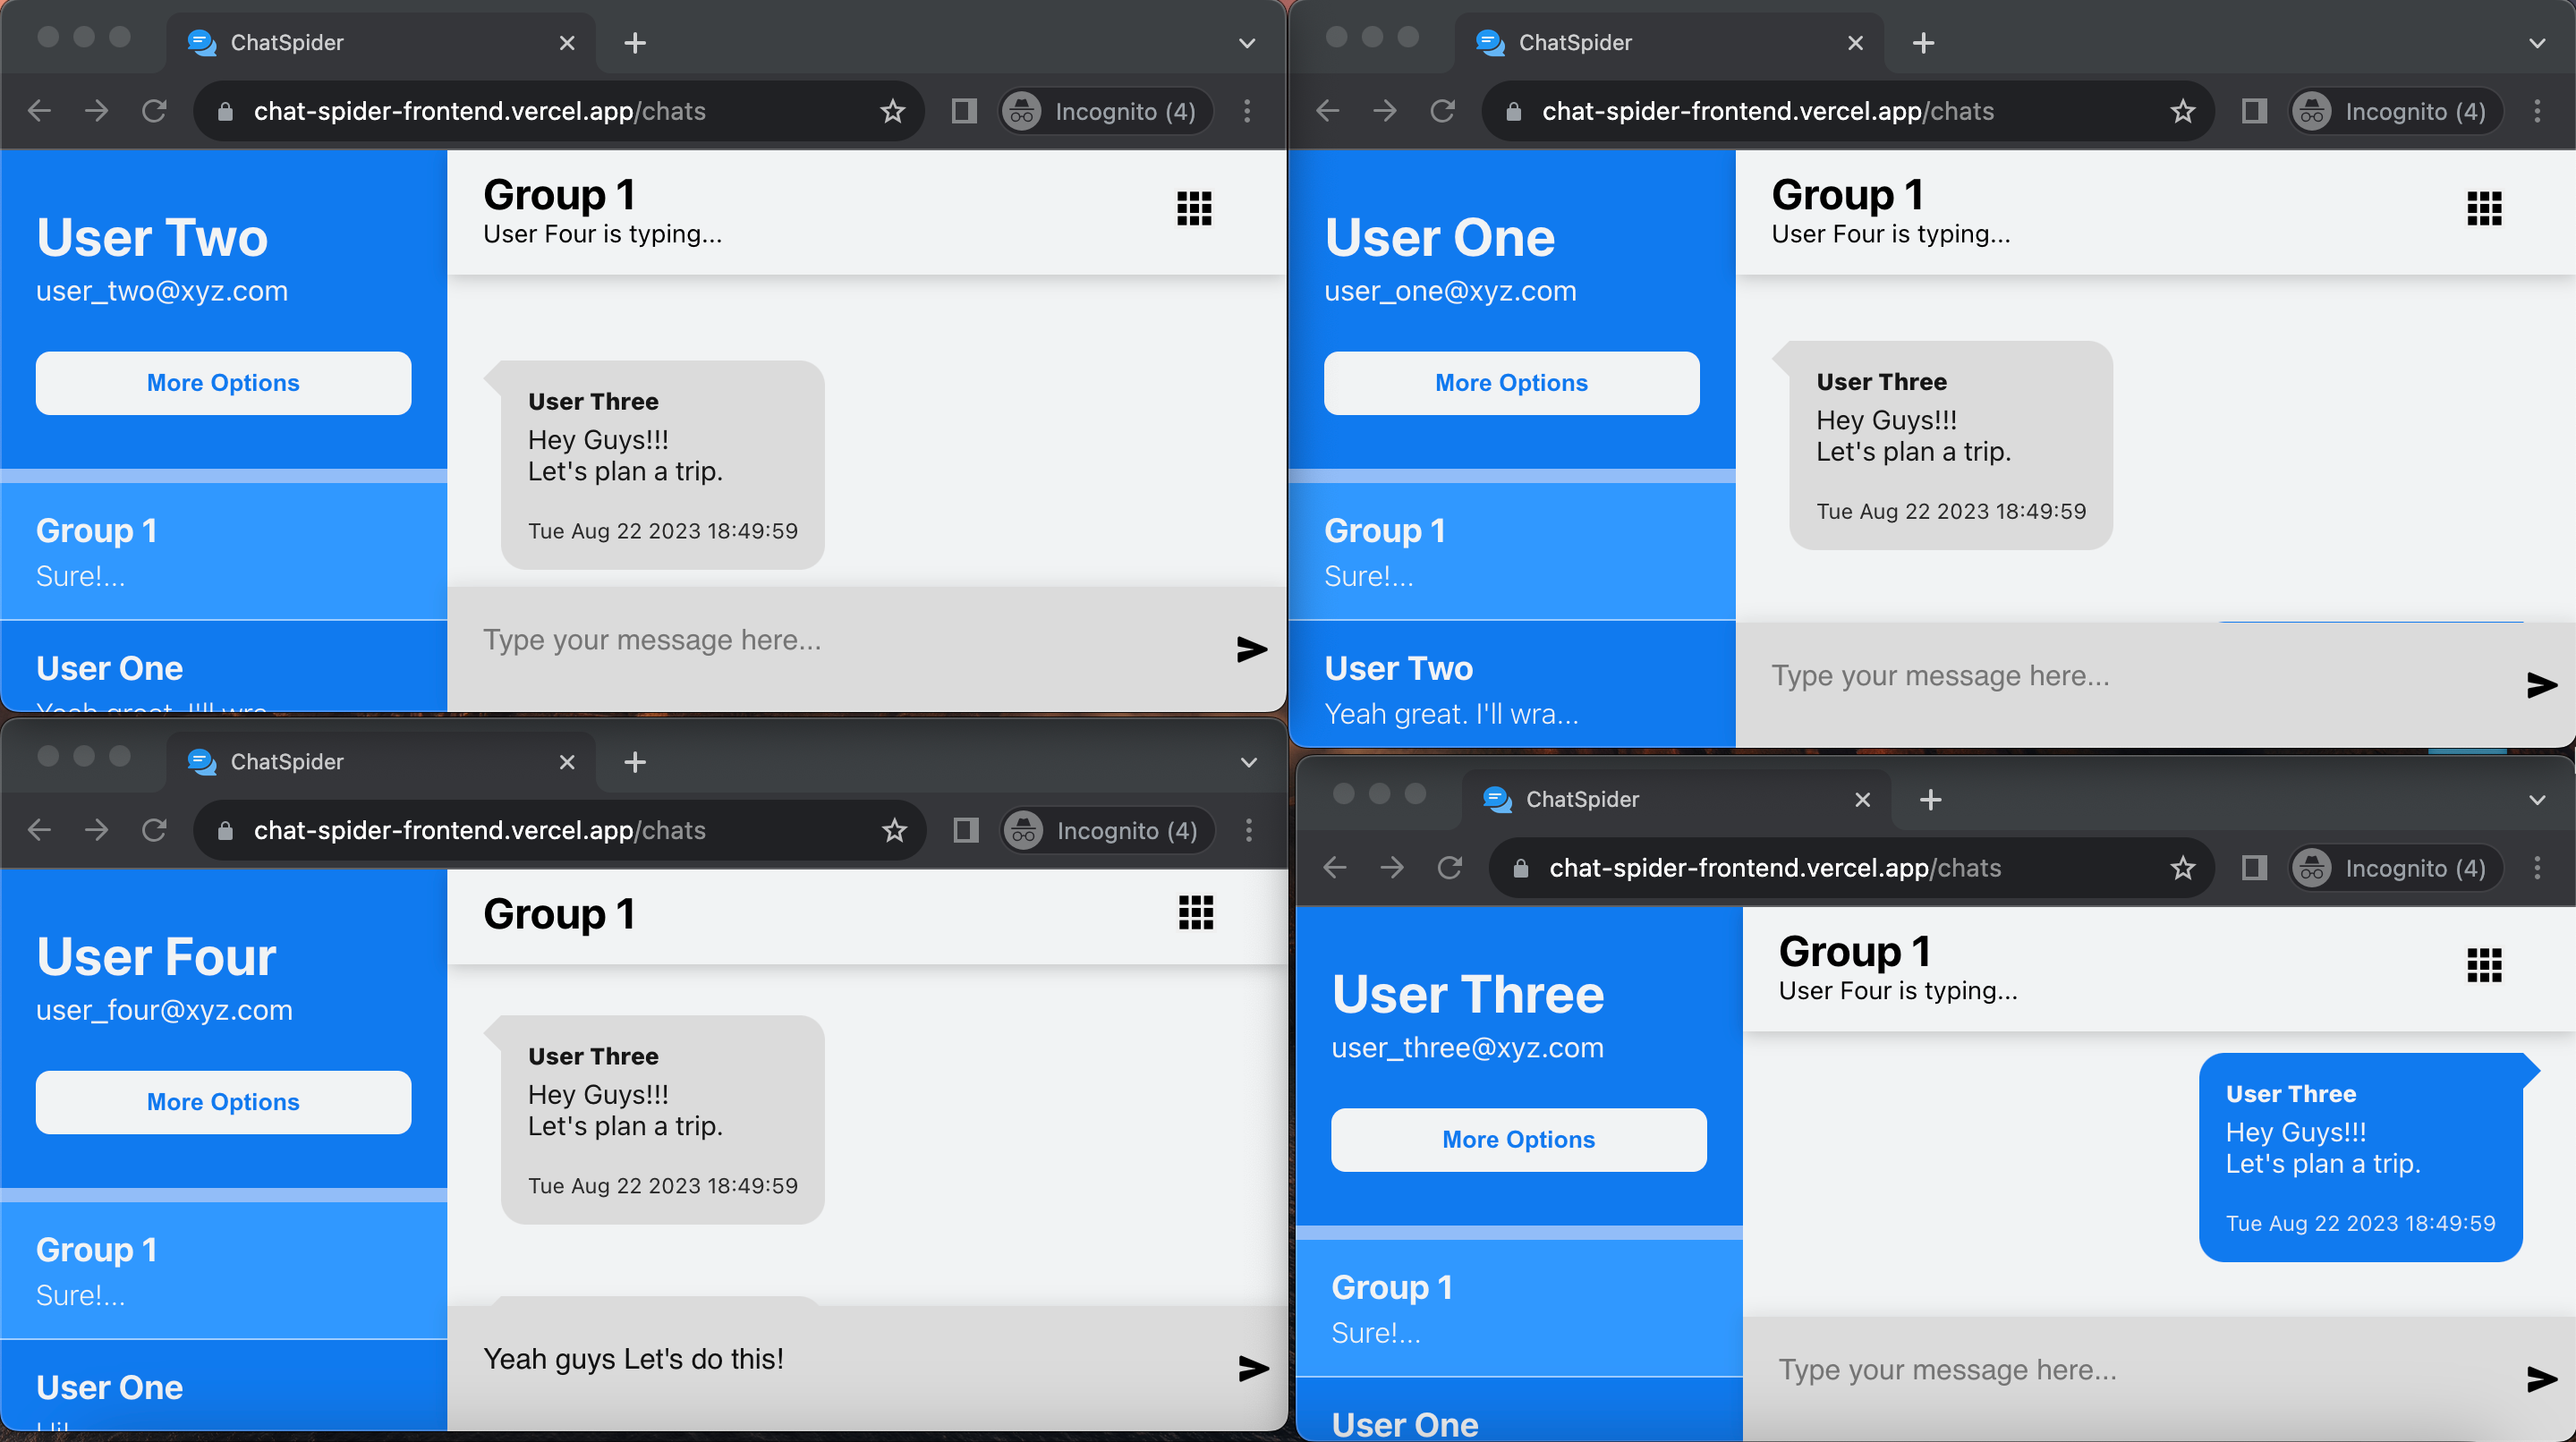 ChatSpider
chat-spider-frontend.vercel.app/chats
Incognito (4)
User Two
user_two@xyz.com
More Options
Group 1
Sure!...
User One
Yeah great. I'll wra...
Group 1
User Four is typing...
User Three
Hey Guys!!!
Let's plan a trip.
Tue Aug 22 2023 18:49:59
Type your message here...
ChatSpider
chat-spider-frontend.vercel.app/chats
Incognito (4)
User One
user_one@xyz.com
More Options
Group 1
Sure!...
User Two
Yeah great. I'll wra...
Group 1
User Four is typing...
User Three
Hey Guys!!!
Let's plan a trip.
Tue Aug 22 2023 18:49:59
Type your message here...
ChatSpider
chat-spider-frontend.vercel.app/chats
Incognito (4)
User Four
user_four@xyz.com
More Options
Group 1
Sure!...
User One
Hi!
Group 1
User Three
Hey Guys!!!
Let's plan a trip.
Tue Aug 22 2023 18:49:59
Yeah guys Let's do this!
ChatSpider
chat-spider-frontend.vercel.app/chats
Incognito (4)
User Three
user_three@xyz.com
More Options
Group 1
Sure!...
User One
Group 1
User Four is typing...
User Three
Hey Guys!!!
Let's plan a trip.
Tue Aug 22 2023 18:49:59
Type your message here...